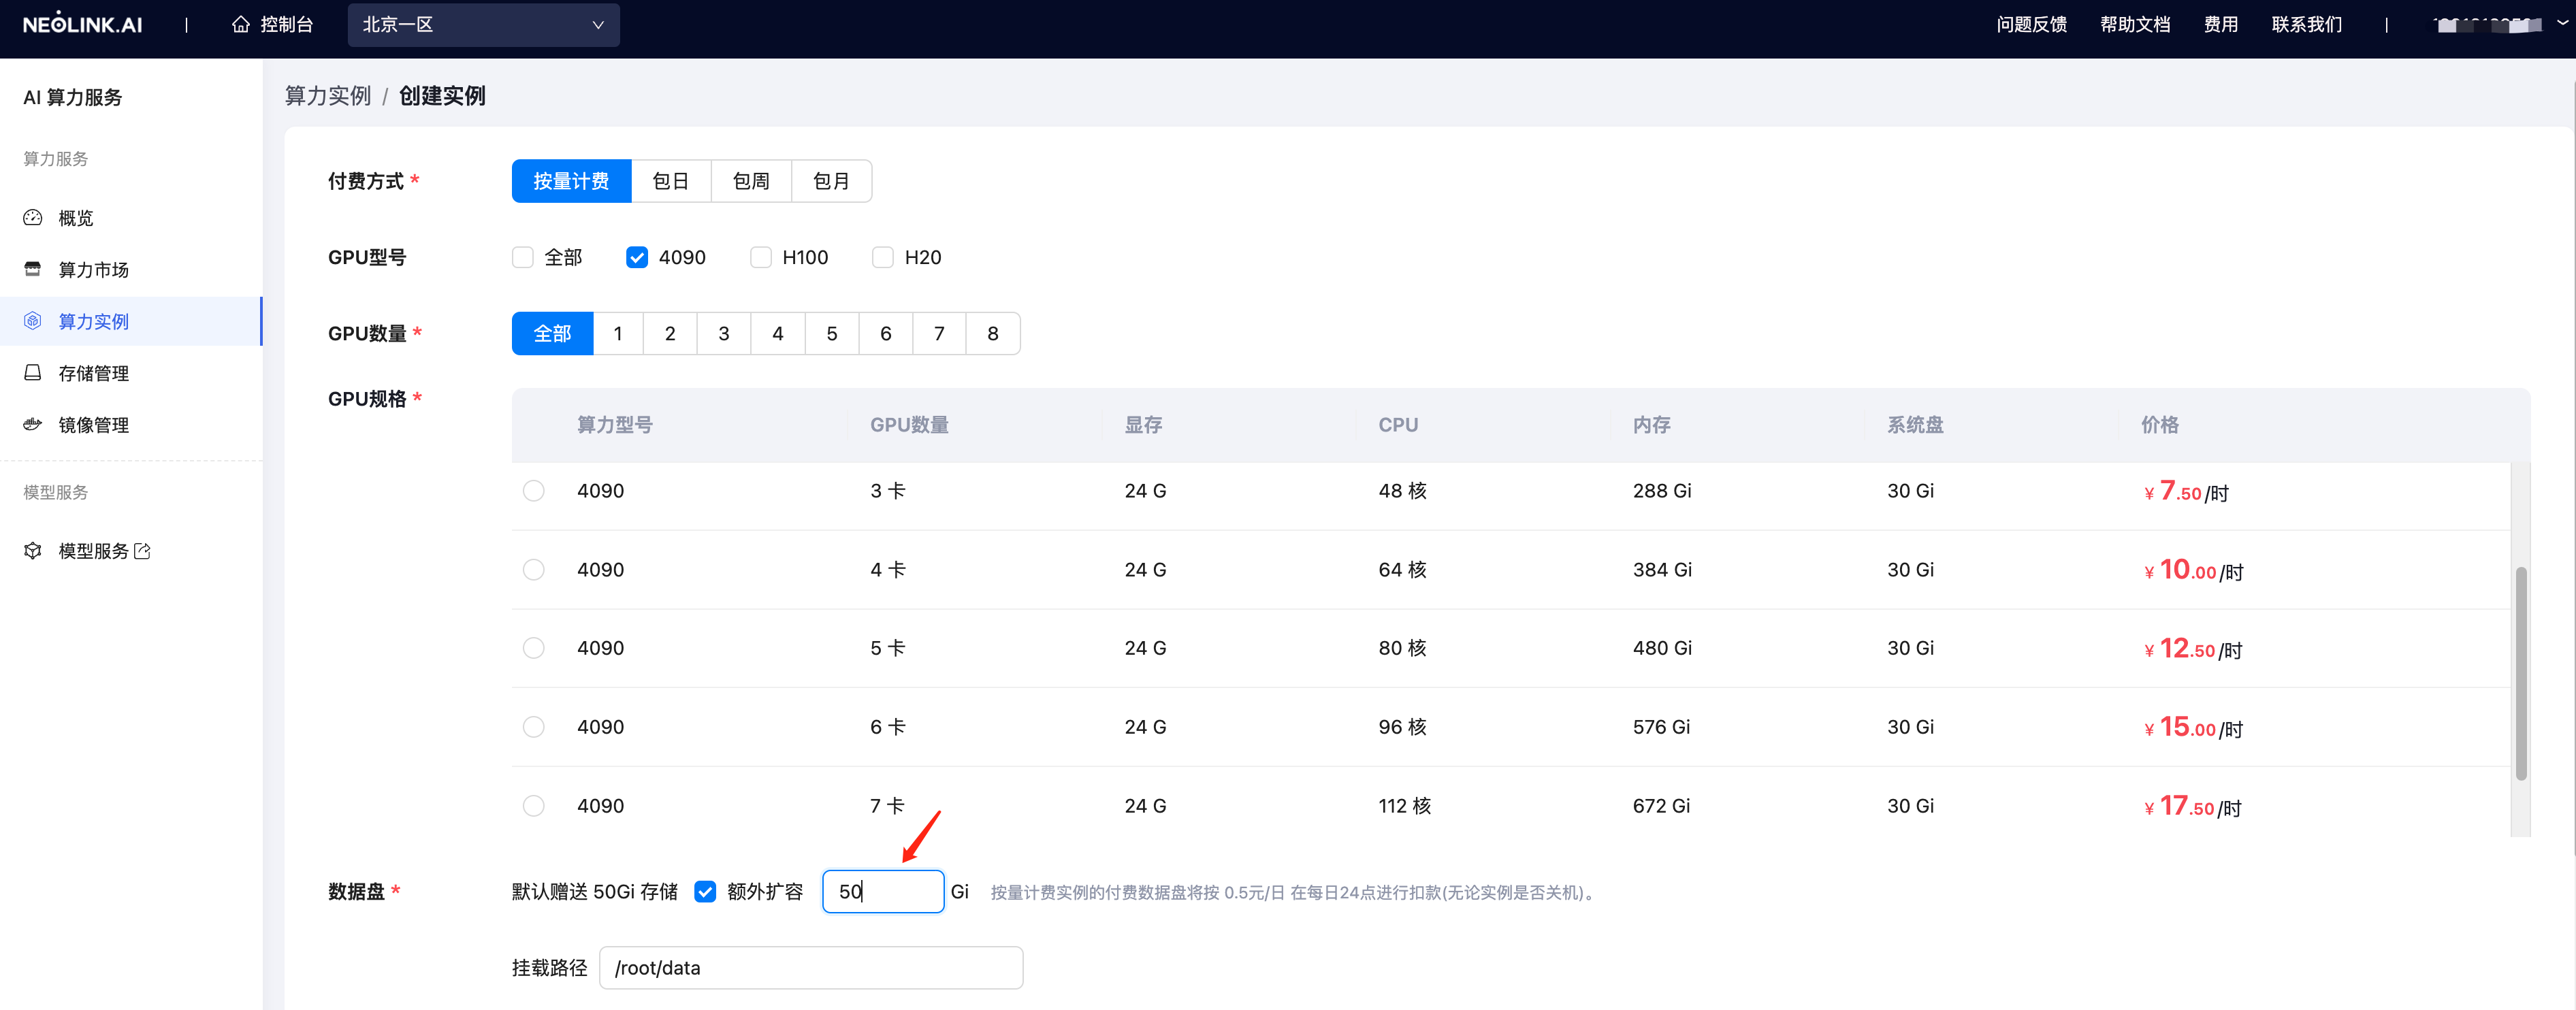 NEOLINK.AI | 控制台 北京一区 问题反馈 帮助文档 费用 联系我们 |
AI 算力服务
算力服务
概览
算力市场
算力实例
存储管理
镜像管理
模型服务
模型服务
算力实例 / 创建实例
付费方式 * 按量计费 包日 包周 包月
GPU型号 全部 4090 H100 H20
GPU数量 * 全部 1 2 3 4 5 6 7 8
GPU规格 *
算力型号 GPU数量 显存 CPU 内存 系统盘 价格
4090 3 卡 24 G 48 核 288 Gi 30 Gi ¥ 7.50/时
4090 4 卡 24 G 64 核 384 Gi 30 Gi ¥ 10.00/时
4090 5 卡 24 G 80 核 480 Gi 30 Gi ¥ 12.50/时
4090 6 卡 24 G 96 核 576 Gi 30 Gi ¥ 15.00/时
4090 7 卡 24 G 112 核 672 Gi 30 Gi ¥ 17.50/时
数据盘 * 默认赠送 50Gi 存储 额外扩容 50 Gi 按量计费实例的付费数据盘将按 0.5元/日 在每日24点进行扣款(无论实例是否关机)。
挂载路径 /root/data